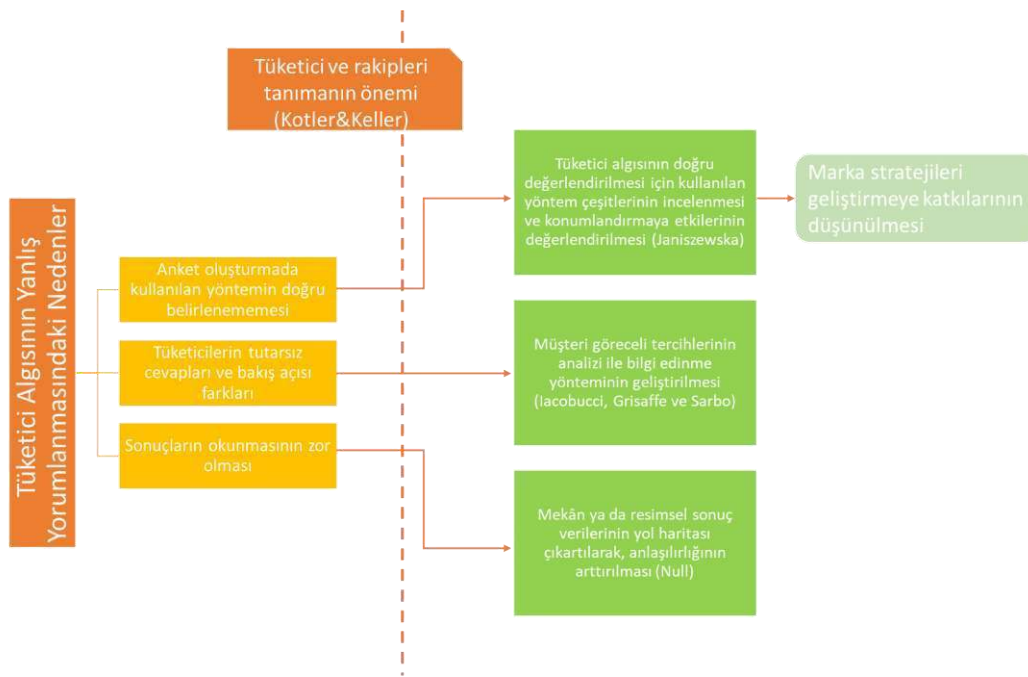 Tüketici ve rakipleri
tanımanın önemi
(Kotler&Keller)
Tüketici Algısının Yanlış
Yorumlanmasındaki Nedenler
Anket oluşturmada
kullanılan yöntemin doğru
belirlenememesi
Tüketicilerin tutarsız
cevapları ve bakış açısı
farkları
Sonuçların okunmasının zor
olması
Tüketici algısının doğru
değerlendirilmesi için kullanılan
yöntem çeşitlerinin incelenmesi
ve konumlandırmaya etkilerinin
değerlendirilmesi (Janiszewska)
Müşteri göreceli tercihlerinin
analizi ile bilgi edinme
yönteminin geliştirilmesi
(Iacobucci, Grisaffe ve Sarbo)
Mekân ya da resimsel sonuç
verilerinin yol haritası
çıkartılarak, anlaşılırlığının
arttırılması (Null)
Marka stratejileri
geliştirmeye katkılarının
düşünülmesi